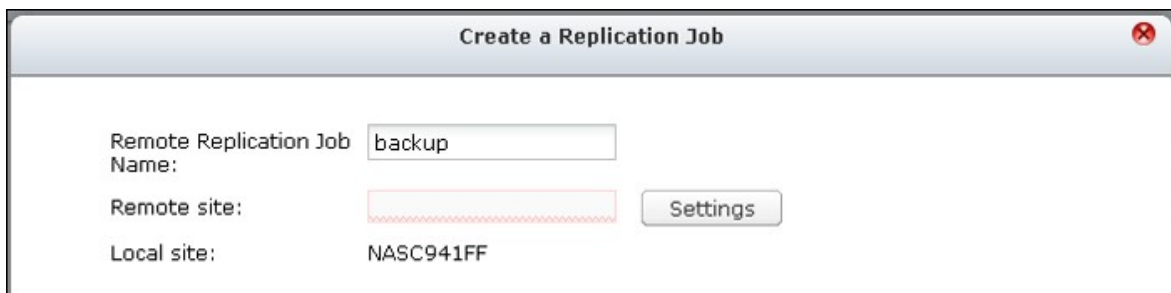 Create a Replication Job
Remote Replication Job
Name:
backup
Remote site:
Settings
Local site:
NASC941FF